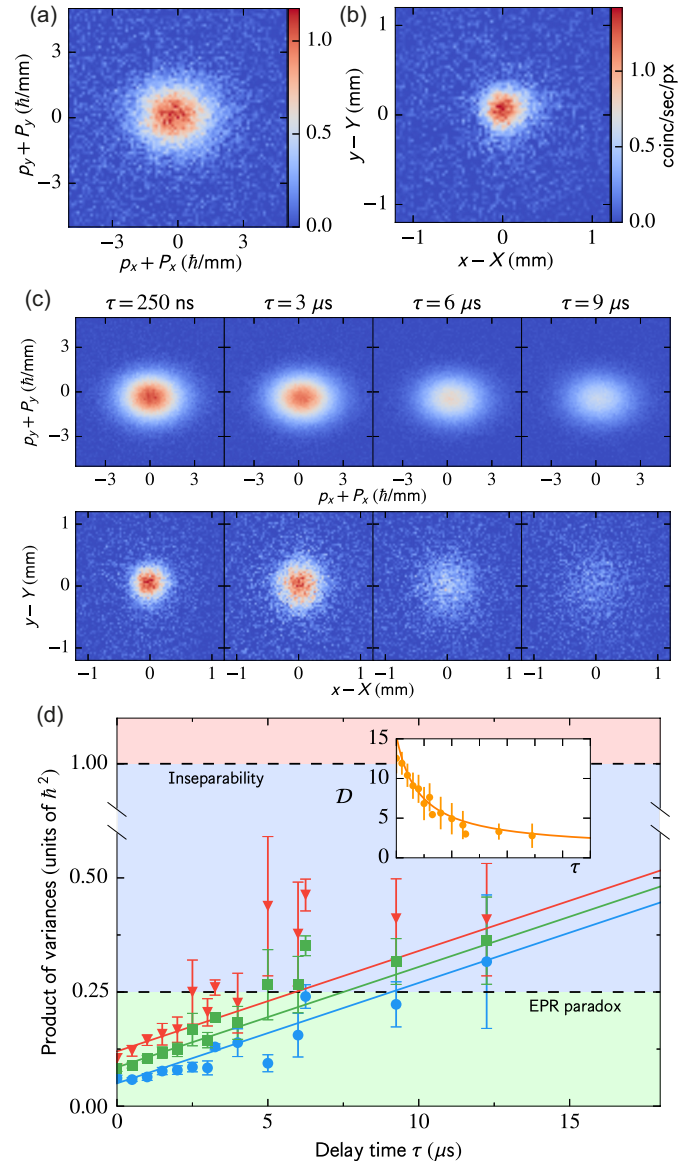 (a)
(b)
p_y + P_y (ℏ/mm)
3
0
−3
−3
0
3
p_x + P_x (ℏ/mm)
1.0
0.5
0.0
y − Y (mm)
1
0
−1
−1
0
1
x − X (mm)
1.0
0.5
0.0
coinc/sec/px
(c)
τ = 250 ns
τ = 3 μs
τ = 6 μs
τ = 9 μs
p_y + P_y (ℏ/mm)
3
0
−3
−3 0 3
−3 0 3
−3 0 3
−3 0 3
p_x + P_x (ℏ/mm)
y − Y (mm)
1
0
−1
−1 0 1
−1 0 1
−1 0 1
−1 0 1
x − X (mm)
(d)
Product of variances (units of ℏ²)
1.00
0.50
0.25
0.00
Inseparability
EPR paradox
𝒟
15
10
5
0
τ
0
5
10
15
Delay time τ (μs)